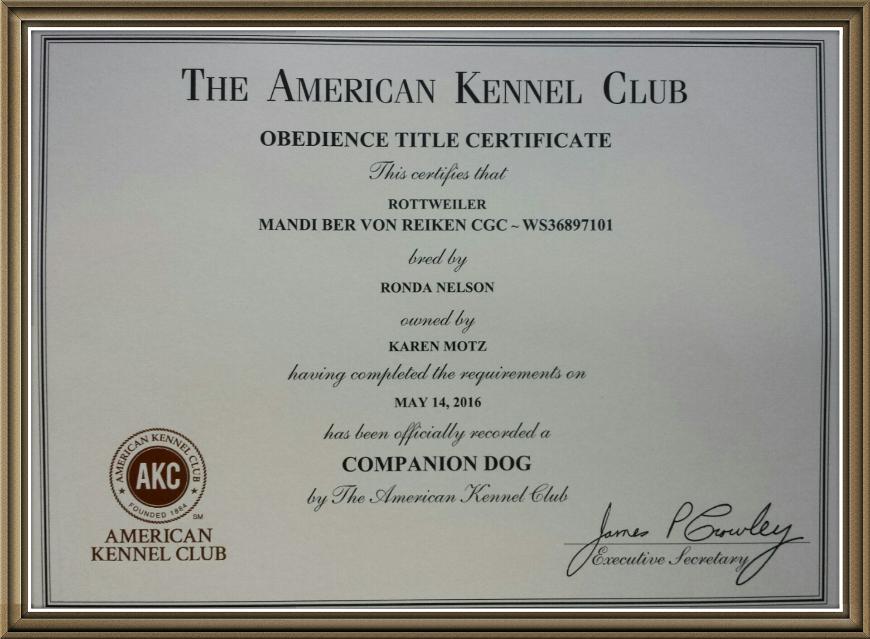 THE AMERICAN KENNEL CLUB
OBEDIENCE TITLE CERTIFICATE
This certifies that
ROTTWEILER
MANDI BER VON REIKEN CGC ~ WS36897101
bred by
RONDA NELSON
owned by
KAREN MOTZ
having completed the requirements on
MAY 14, 2016
has been officially recorded a
COMPANION DOG
by The American Kennel Club
AMERICAN KENNEL CLUB
AKC
FOUNDED 1884
SM
AMERICAN
KENNEL CLUB
James P Crowley
Executive Secretary